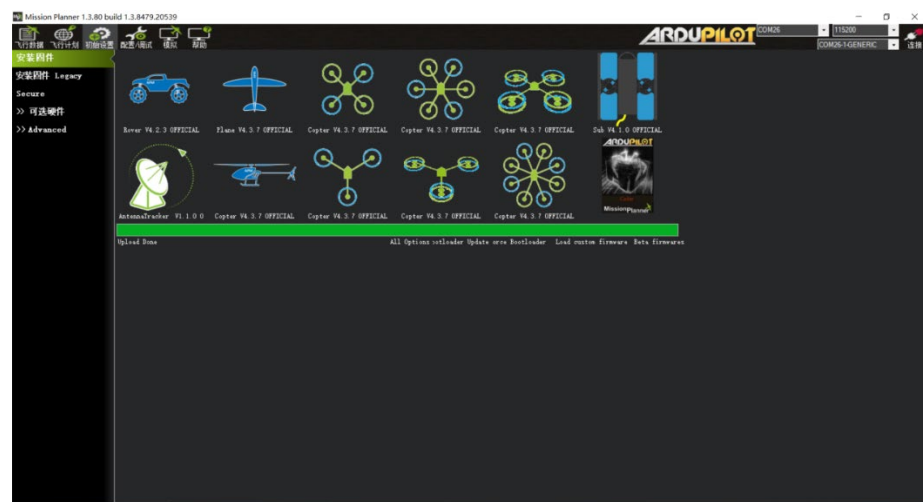 Mission Planner 1.3.80 build 1.3.8479.20539
飞行数据 飞行计划 初始设置 配置/调试 模拟 帮助
ARDUPILOT
COM26 115200
COM26-1-GENERIC 连接
安装固件
安装固件 Legacy
Secure
>> 可选硬件
>> Advanced
Rover V4.2.3 OFFICIAL Plane V4.3.7 OFFICIAL Copter V4.3.7 OFFICIAL Copter V4.3.7 OFFICIAL Copter V4.3.7 OFFICIAL Sub V4.1.0 OFFICIAL
ARDUPILOT
Mission Planner
AntennaTracker V1.1.0 0 Copter V4.3.7 OFFICIAL Copter V4.3.7 OFFICIAL Copter V4.3.7 OFFICIAL Copter V4.3.7 OFFICIAL
Upload Done All Options ootloader Update orce Bootloader Load custom firmware Beta firmwares